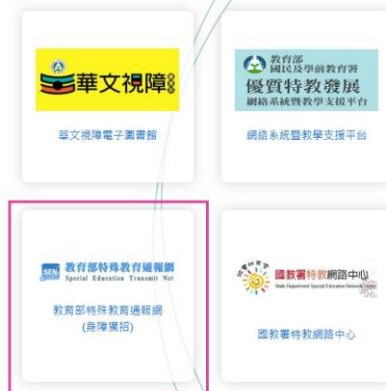 華文視障
華文視障電子圖書館
教育部
國民及學前教育署
優質特教發展
網絡系統暨教學支援平台
網絡系統暨教學支援平台
SEN
教育部特殊教育通報網
Special Education Transmit Net
教育部特殊教育通報網
(身障獨招)
國教署特教網路中心
國教署特教網路中心